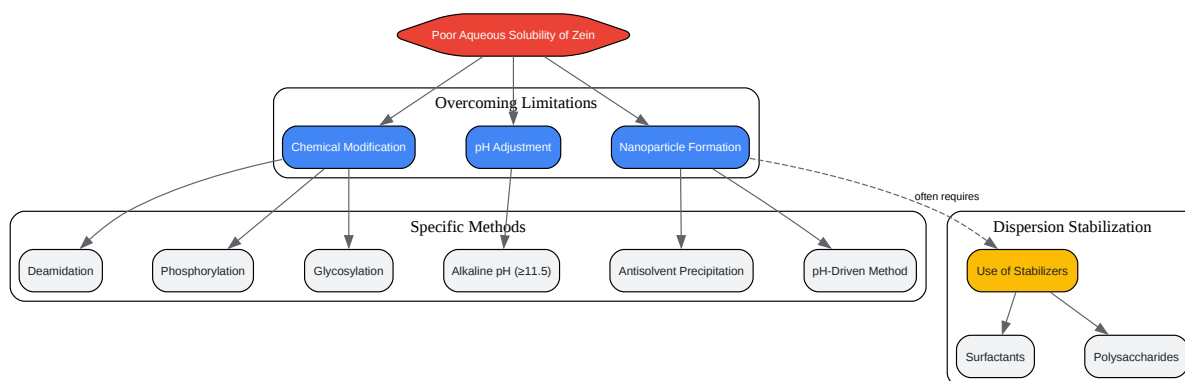 Poor Aqueous Solubility of Zein
Overcoming Limitations
Chemical Modification
pH Adjustment
Nanoparticle Formation
often requires
Specific Methods
Dispersion Stabilization
Deamidation
Phosphorylation
Glycosylation
Alkaline pH (≥11.5)
Antisolvent Precipitation
pH-Driven Method
Use of Stabilizers
Surfactants
Polysaccharides